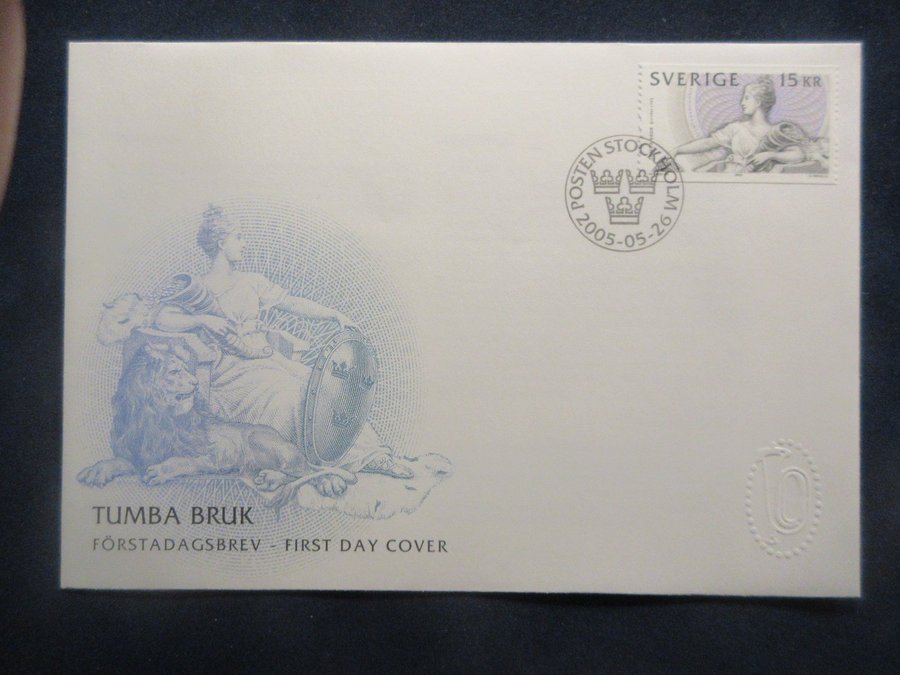 SVERIGE 15 KR
POSTEN STOCKHOLM
2005-05-26
TUMBA BRUK
FÖRSTADAGSBREV - FIRST DAY COVER